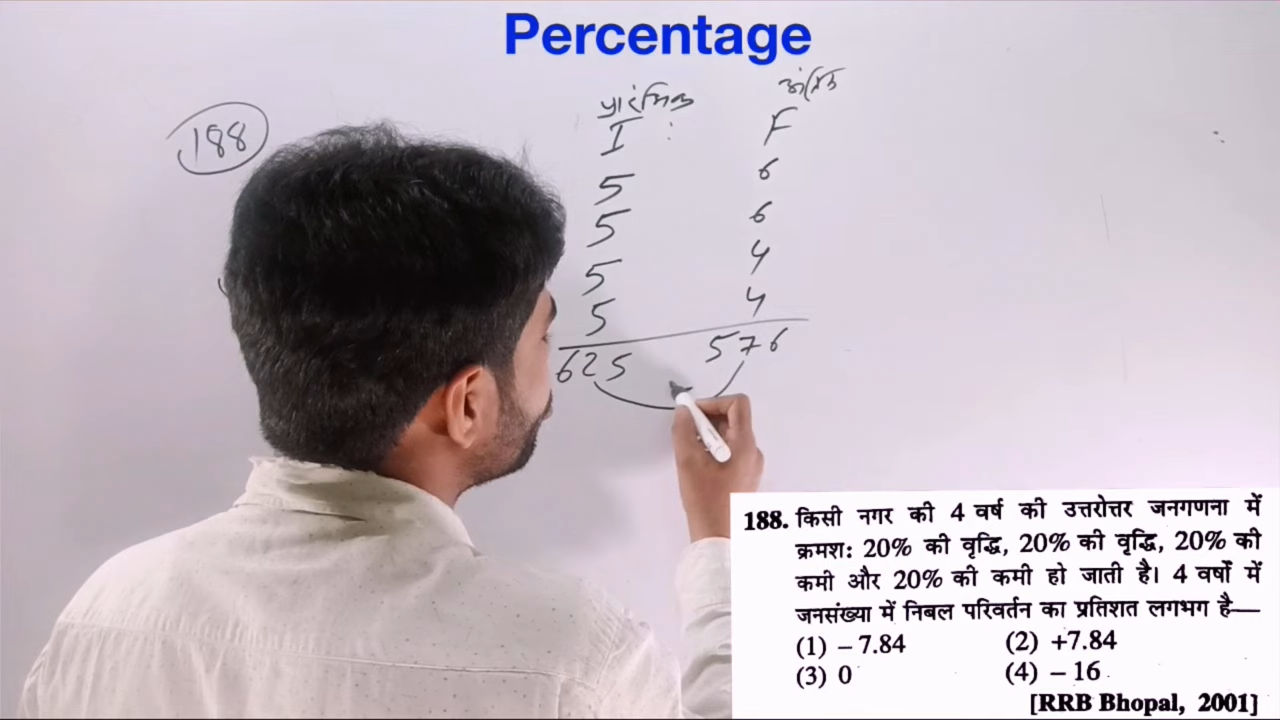 Percentage
188
प्रारंभिक
I : F
5 6
5 6
5 4
5 4
625 576
188. किसी नगर की 4 वर्ष की उत्तरोत्तर जनगणना में
क्रमश: 20% की वृद्धि, 20% की वृद्धि, 20% की
कमी और 20% की कमी हो जाती है। 4 वर्षों में
जनसंख्या में निबल परिवर्तन का प्रतिशत लगभग है—
(1) – 7.84 (2) +7.84
(3) 0 (4) – 16
[RRB Bhopal, 2001]